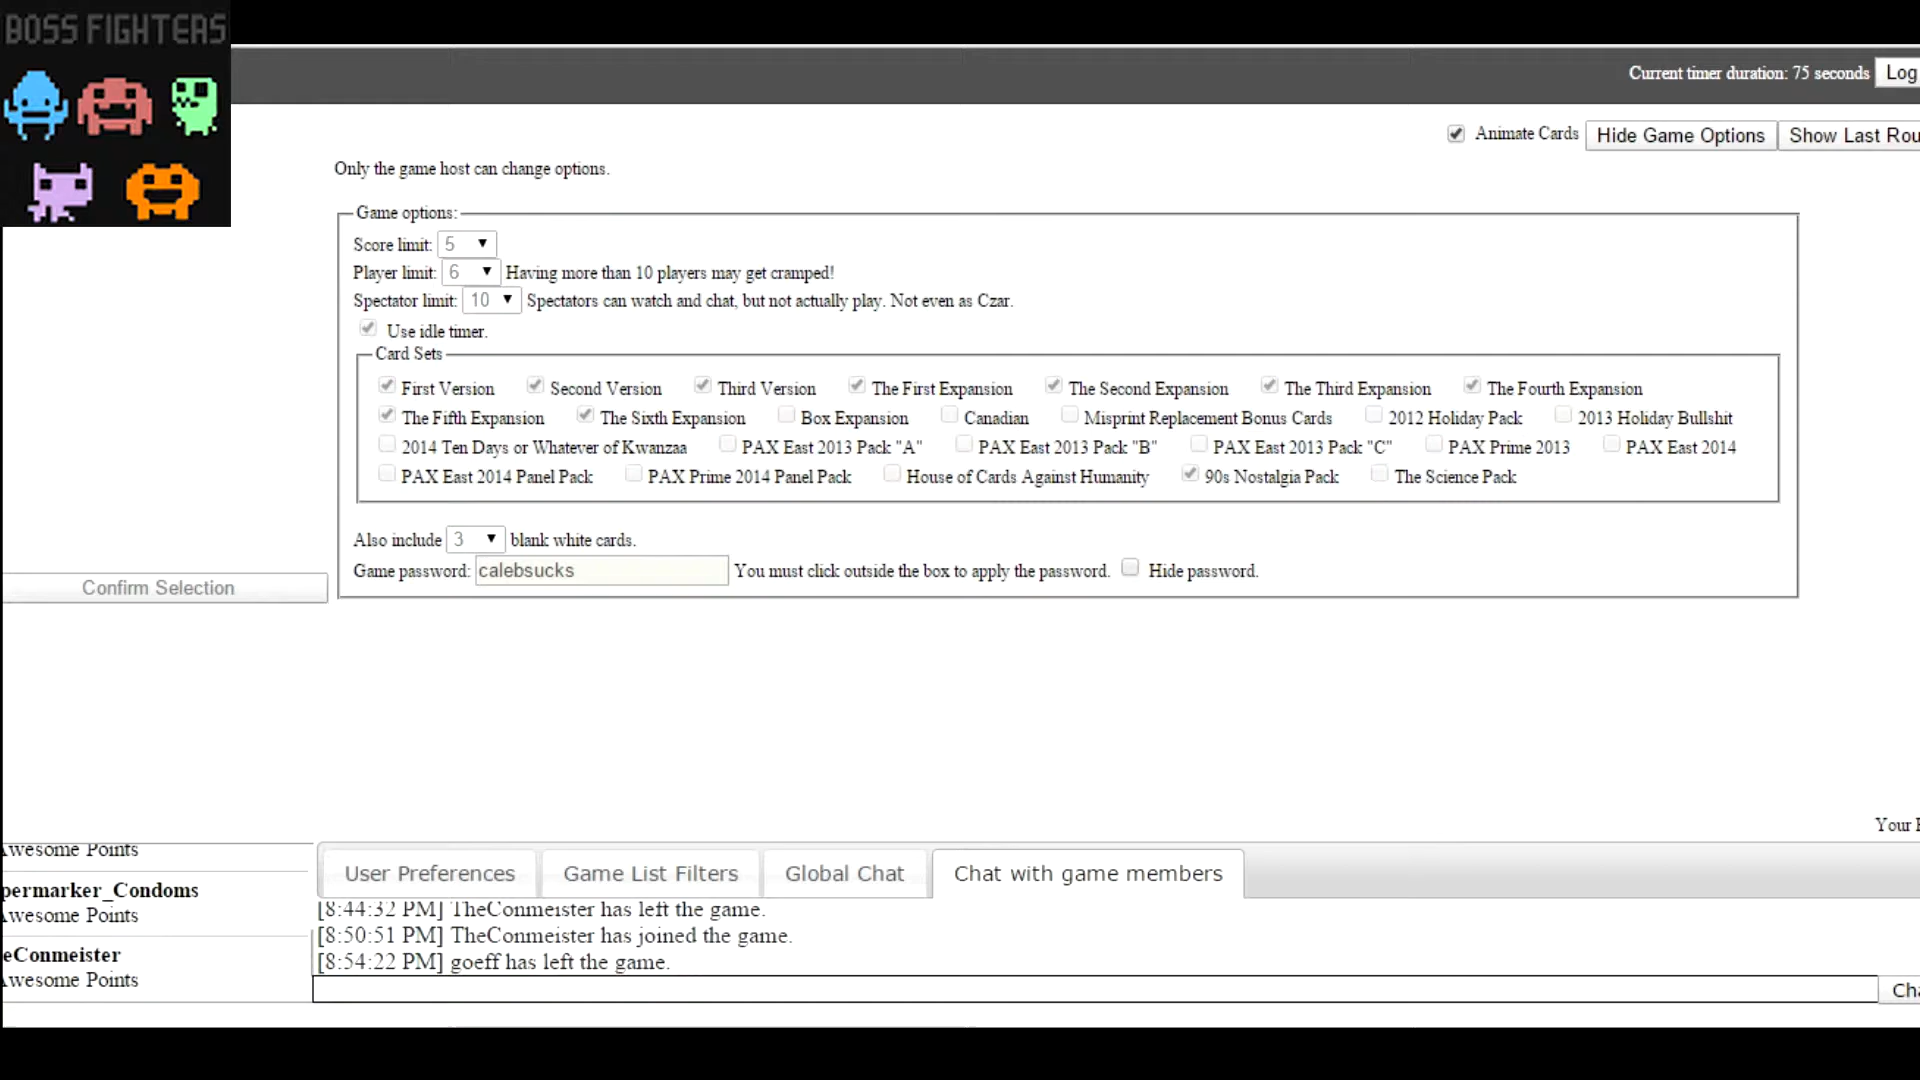 BOSS FIGHTERS
Current timer duration: 75 seconds Log
Animate Cards Hide Game Options Show Last Rou
Only the game host can change options.
Game options:
Score limit: 5
Player limit: 6 Having more than 10 players may get cramped!
Spectator limit: 10 Spectators can watch and chat, but not actually play. Not even as Czar.
Use idle timer.
Card Sets
First Version Second Version Third Version The First Expansion The Second Expansion The Third Expansion The Fourth Expansion
The Fifth Expansion The Sixth Expansion Box Expansion Canadian Misprint Replacement Bonus Cards 2012 Holiday Pack 2013 Holiday Bullshit
2014 Ten Days or Whatever of Kwanzaa PAX East 2013 Pack "A" PAX East 2013 Pack "B" PAX East 2013 Pack "C" PAX Prime 2013 PAX East 2014
PAX East 2014 Panel Pack PAX Prime 2014 Panel Pack House of Cards Against Humanity 90s Nostalgia Pack The Science Pack
Also include 3 blank white cards.
Game password: calebsucks You must click outside the box to apply the password. Hide password.
Confirm Selection
Your
Awesome Points
permarker_Condoms
Awesome Points
eConmeister
Awesome Points
User Preferences Game List Filters Global Chat Chat with game members
[8:44:32 PM] TheConmeister has left the game.
[8:50:51 PM] TheConmeister has joined the game.
[8:54:22 PM] goeff has left the game.
Cha